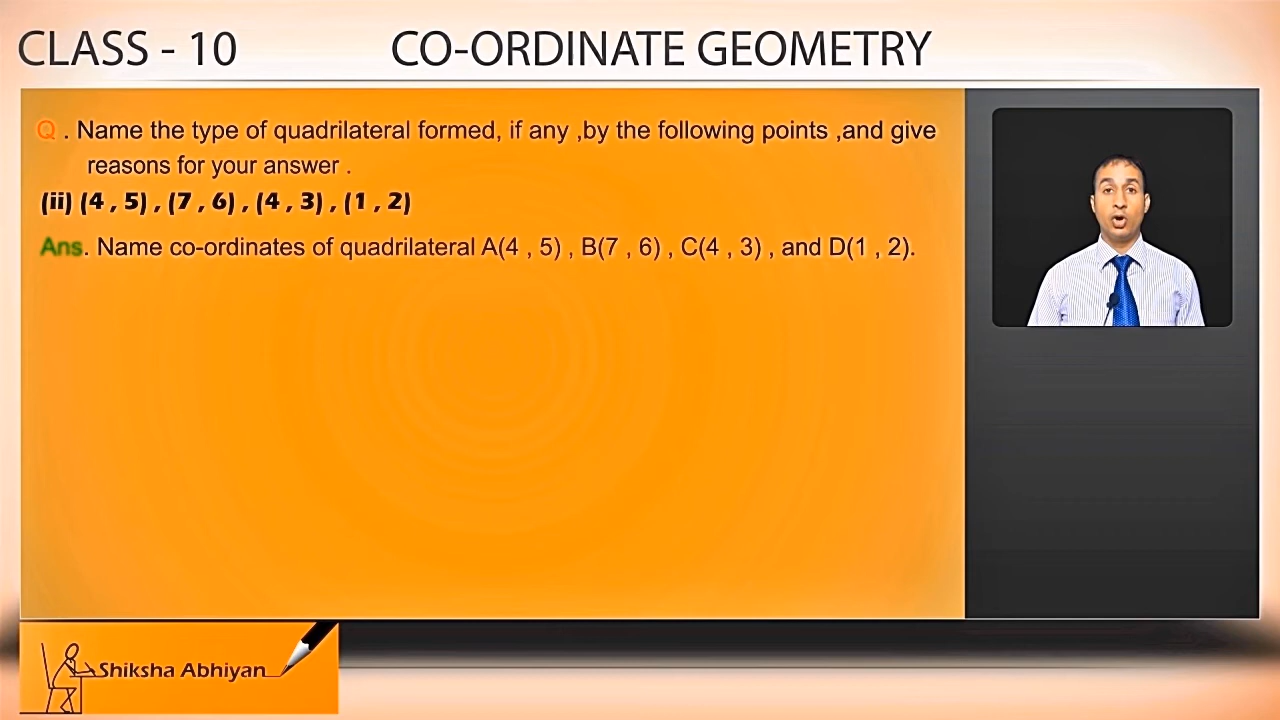 CLASS - 10
CO-ORDINATE GEOMETRY
Q . Name the type of quadrilateral formed, if any ,by the following points ,and give
reasons for your answer .
(ii) (4 , 5) , (7 , 6) , (4 , 3) , (1 , 2)
Ans. Name co-ordinates of quadrilateral A(4 , 5) , B(7 , 6) , C(4 , 3) , and D(1 , 2).
Shiksha Abhiyan